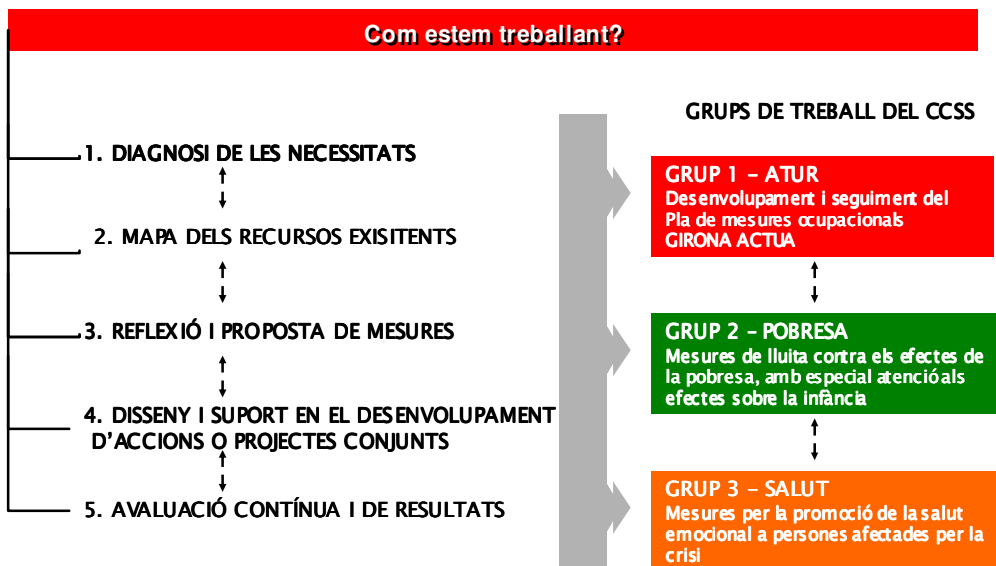 Com estem treballant?
1. DIAGNOSI DE LES NECESSITATS
2. MAPA DELS RECURSOS EXISITENTS
3. REFLEXIÓ I PROPOSTA DE MESURES
4. DISSENY I SUPORT EN EL DESENVOLUPAMENT
D'ACCIONS O PROJECTES CONJUNTS
5. AVALUACIÓ CONTÍNUA I DE RESULTATS
GRUPS DE TREBALL DEL CCSS
GRUP 1 – ATUR
Desenvolupament i seguiment del
Pla de mesures ocupacionals
GIRONA ACTUA
GRUP 2 – POBRESA
Mesures de lluita contra els efectes de
la pobresa, amb especial atenció als
efectes sobre la infància
GRUP 3 – SALUT
Mesures per la promoció de la salut
emocional a persones afectades per la
crisi